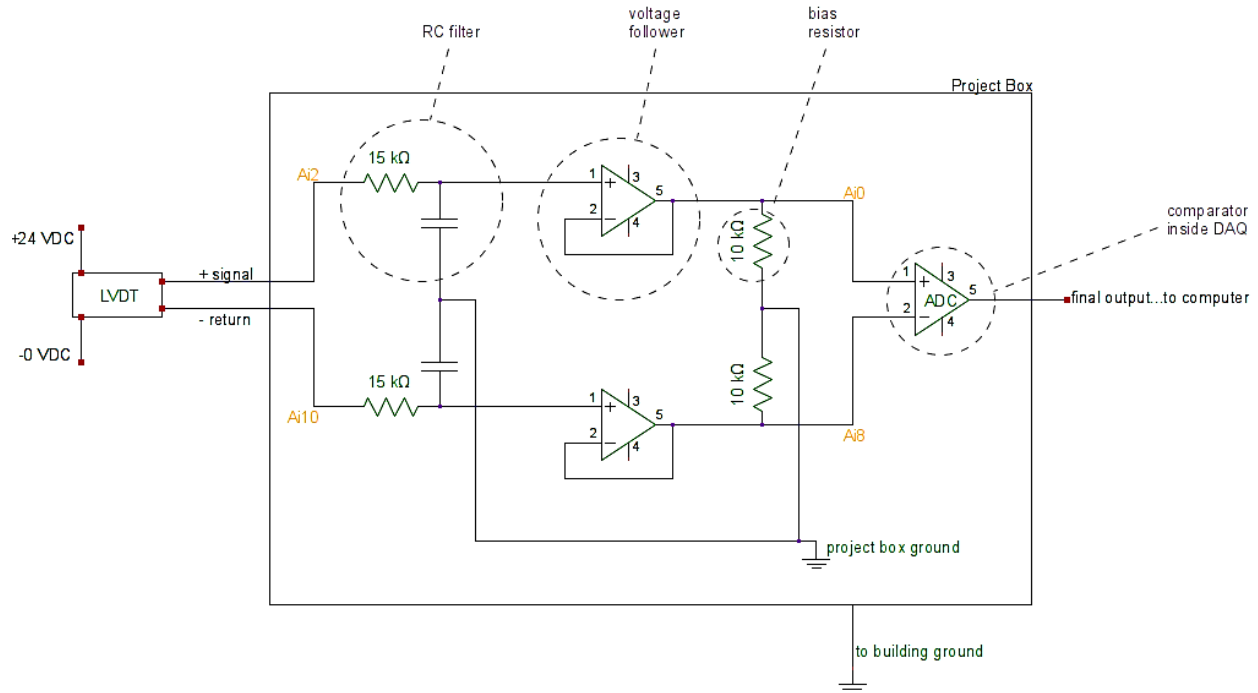 RC filter
voltage
follower
bias
resistor
Project Box
15 kΩ
Ai2
1
3
5
2
4
Ai0
10 kΩ
comparator
inside DAQ
+24 VDC
LVDT
+ signal
- return
-0 VDC
1
3
5
2
4
ADC
final output...to computer
15 kΩ
Ai10
1
3
5
2
4
10 kΩ
Ai8
project box ground
to building ground